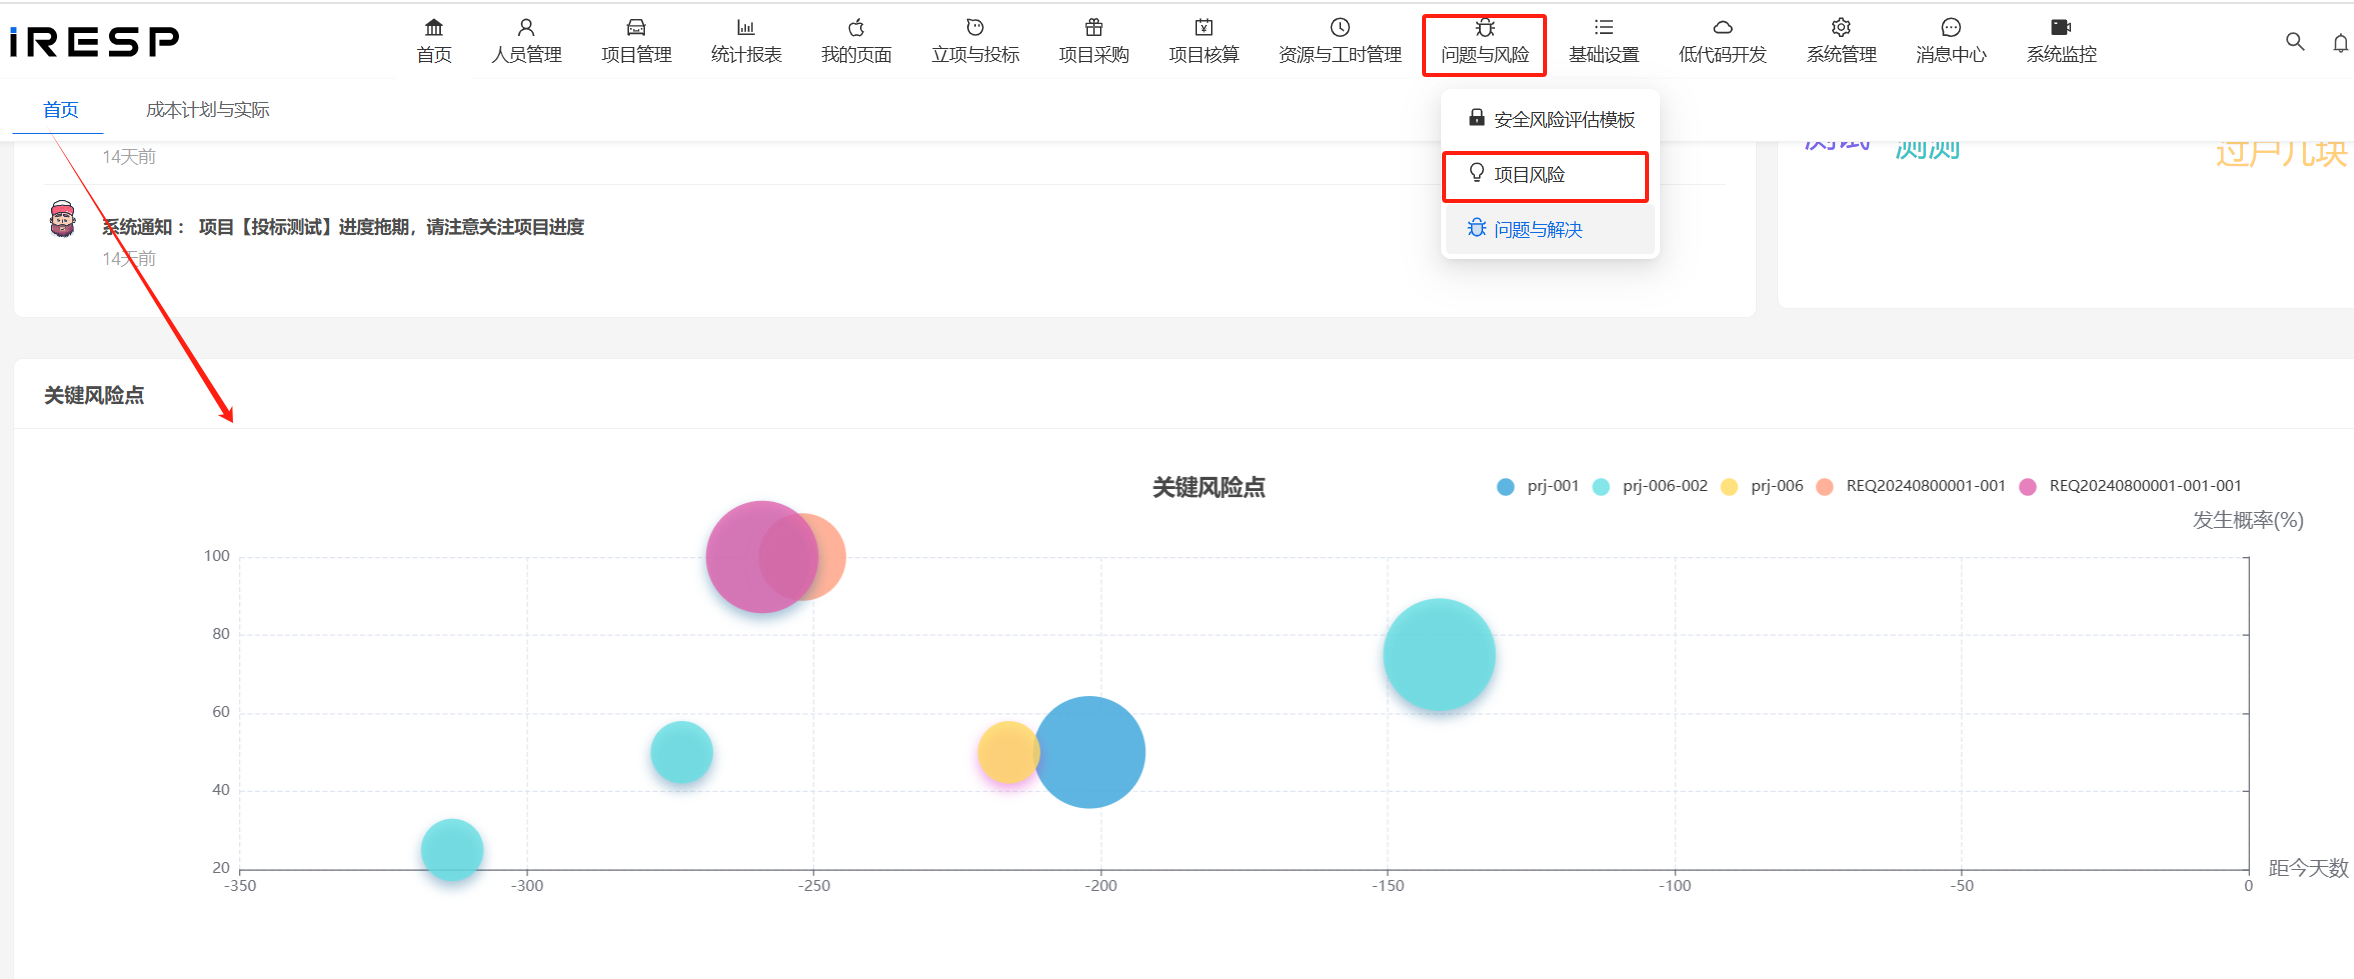 iRESP
首页 人员管理 项目管理 统计报表 我的页面 立项与投标 项目采购 项目核算 资源与工时管理 问题与风险 基础设置 低代码开发 系统管理 消息中心 系统监控
首页 成本计划与实际
安全风险评估模板
项目风险
问题与解决
14天前
测试 测测 过户几块
系统通知： 项目【投标测试】进度拖期，请注意关注项目进度
14天前
关键风险点
关键风险点
prj-001 prj-006-002 prj-006 REQ20240800001-001 REQ20240800001-001-001
发生概率(%)
100
80
60
40
20
-350 -300 -250 -200 -150 -100 -50 0
距今天数